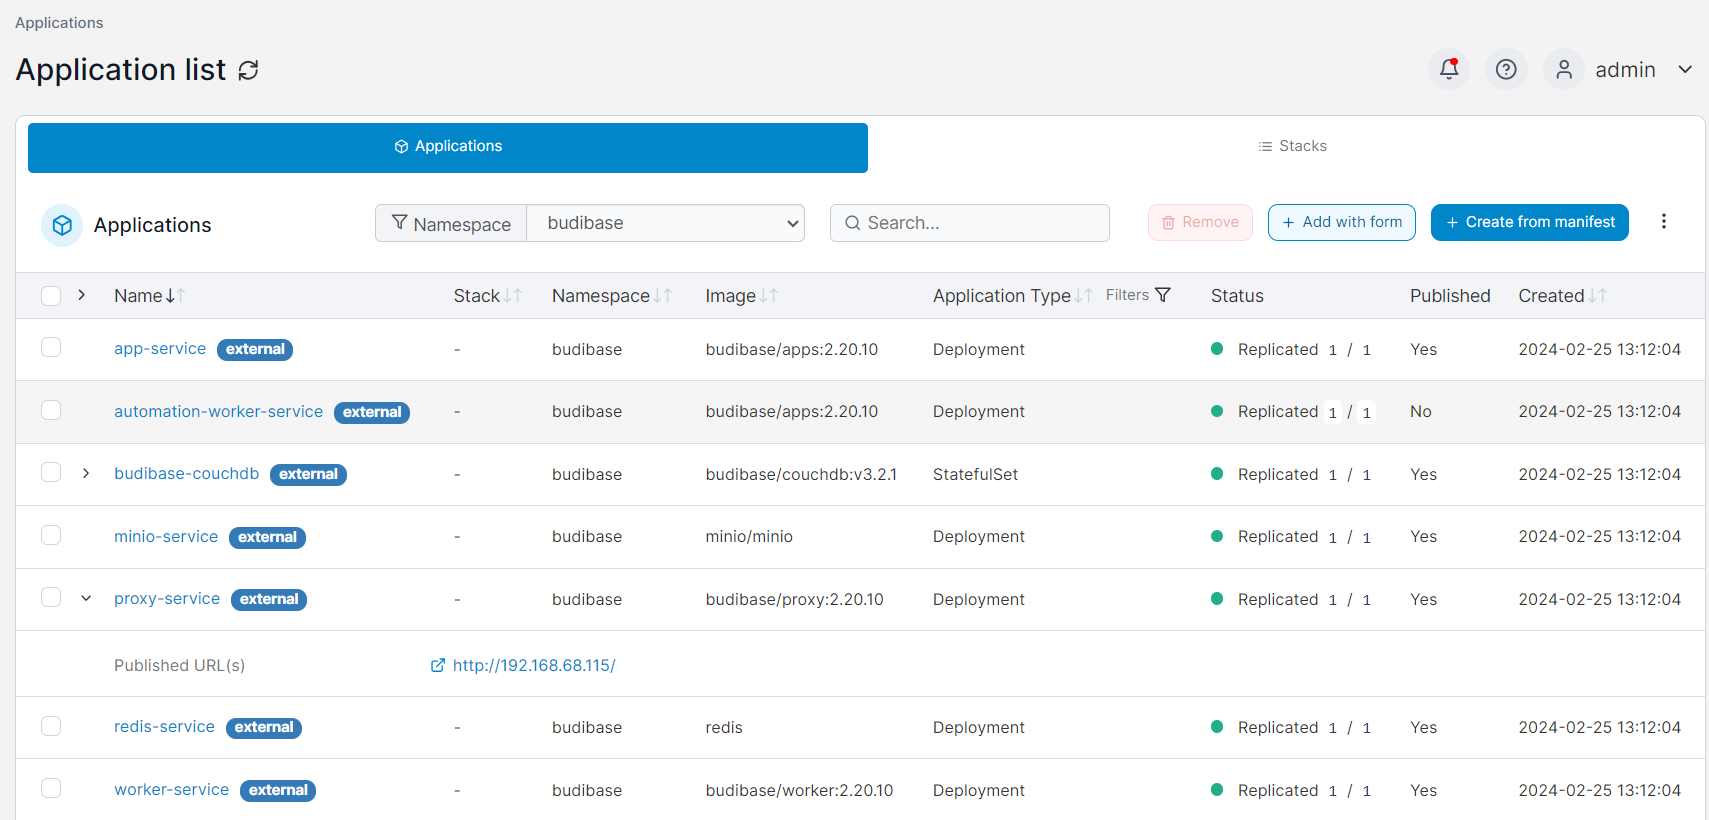 Applications
Application list
admin
Applications
Stacks
Applications
Namespace
budibase
Search...
Remove
+ Add with form
+ Create from manifest
Name Stack Namespace Image Application Type Filters Status Published Created
app-service external - budibase budibase/apps:2.20.10 Deployment Replicated 1 / 1 Yes 2024-02-25 13:12:04
automation-worker-service external - budibase budibase/apps:2.20.10 Deployment Replicated 1 / 1 No 2024-02-25 13:12:04
budibase-couchdb external - budibase budibase/couchdb:v3.2.1 StatefulSet Replicated 1 / 1 Yes 2024-02-25 13:12:04
minio-service external - budibase minio/minio Deployment Replicated 1 / 1 Yes 2024-02-25 13:12:04
proxy-service external - budibase budibase/proxy:2.20.10 Deployment Replicated 1 / 1 Yes 2024-02-25 13:12:04
Published URL(s) http://192.168.68.115/
redis-service external - budibase redis Deployment Replicated 1 / 1 Yes 2024-02-25 13:12:04
worker-service external - budibase budibase/worker:2.20.10 Deployment Replicated 1 / 1 Yes 2024-02-25 13:12:04